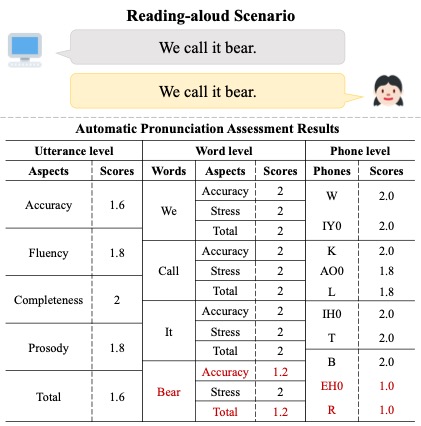 Reading-aloud Scenario
We call it bear.
We call it bear.
Automatic Pronunciation Assessment Results
Utterance level Word level Phone level
Aspects Scores Words Aspects Scores Phones Scores
Accuracy 1.6
Fluency 1.8
Completeness 2
Prosody 1.8
Total 1.6
We
Accuracy 2
Stress 2
Total 2
Call
Accuracy 2
Stress 2
Total 2
It
Accuracy 2
Stress 2
Total 2
Bear
Accuracy 1.2
Stress 2
Total 1.2
W 2.0
IY0 2.0
K 2.0
AO0 1.8
L 1.8
IH0 2.0
T 2.0
B 2.0
EH0 1.0
R 1.0